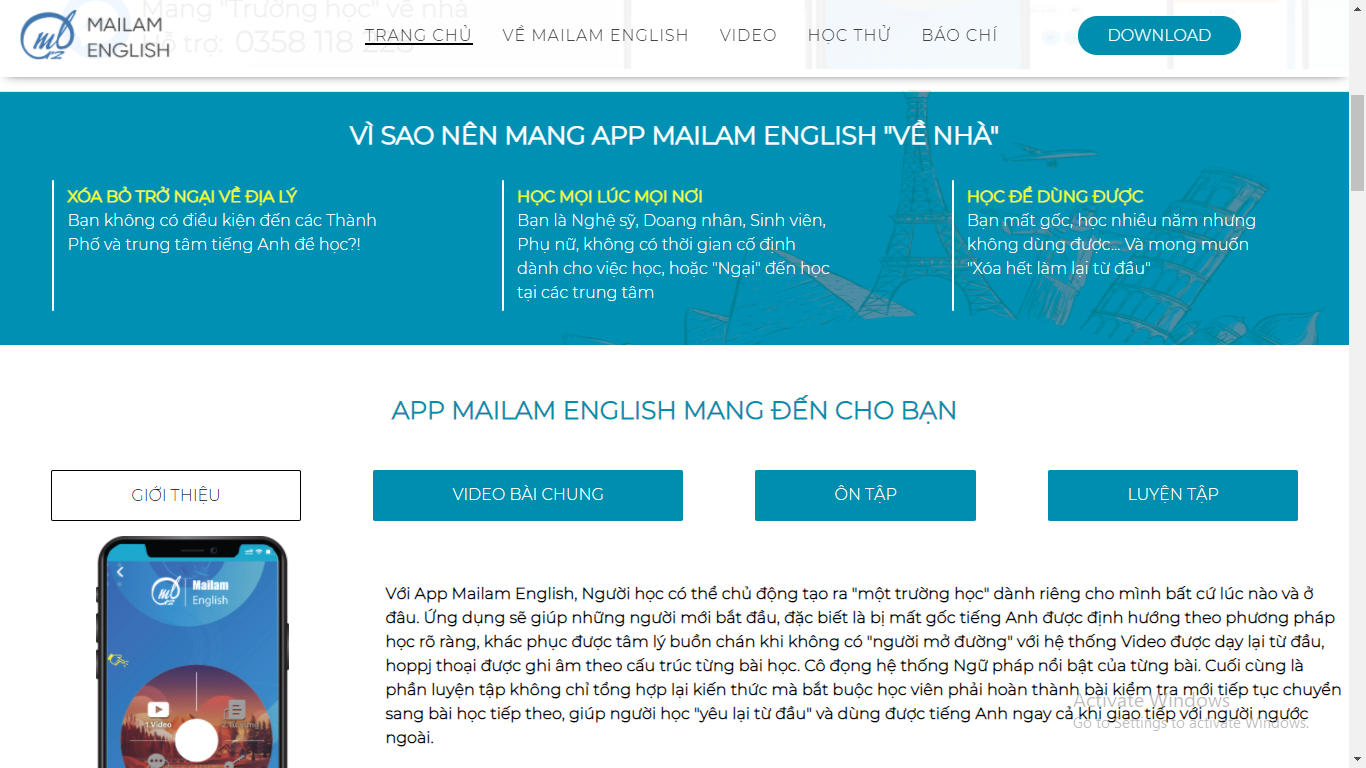 Mang "Trường học" về nhà
Hỗ trợ: 0358 118 228
MAILAM
ENGLISH
TRANG CHỦ
VỀ MAILAM ENGLISH
VIDEO
HỌC THỬ
BÁO CHÍ
DOWNLOAD
VÌ SAO NÊN MANG APP MAILAM ENGLISH "VỀ NHÀ"
XÓA BỎ TRỞ NGẠI VỀ ĐỊA LÝ
Bạn không có điều kiện đến các Thành
Phố và trung tâm tiếng Anh để học?!
HỌC MỌI LÚC MỌI NƠI
Bạn là Nghệ sỹ, Doang nhân, Sinh viên,
Phụ nữ, không có thời gian cố định
dành cho việc học, hoặc "Ngại" đến học
tại các trung tâm
HỌC ĐỂ DÙNG ĐƯỢC
Bạn mất gốc, học nhiều năm nhưng
không dùng được... Và mong muốn
"Xóa hết làm lại từ đầu"
APP MAILAM ENGLISH MANG ĐẾN CHO BẠN
GIỚI THIỆU
VIDEO BÀI CHUNG
ÔN TẬP
LUYỆN TẬP
Mailam
English
1 Video
Với App Mailam English, Người học có thể chủ động tạo ra "một trường học" dành riêng cho mình bất cứ lúc nào và ở
đâu. Ứng dụng sẽ giúp những người mới bắt đầu, đặc biệt là bị mất gốc tiếng Anh được định hướng theo phương pháp
học rõ ràng, khác phục được tâm lý buồn chán khi không có "người mở đường" với hệ thống Video được dạy lại từ đầu,
hoppj thoại được ghi âm theo cấu trúc từng bài học. Cô đọng hệ thống Ngữ pháp nổi bật của từng bài. Cuối cùng là
phần luyện tập không chỉ tổng hợp lại kiến thức mà bắt buộc học viên phải hoàn thành bài kiểm tra mới tiếp tục chuyển
sang bài học tiếp theo, giúp người học "yêu lại từ đầu" và dùng được tiếng Anh ngay cả khi giao tiếp với người ngước
ngoài.
Activate Windows
Go to Settings to activate Windows.